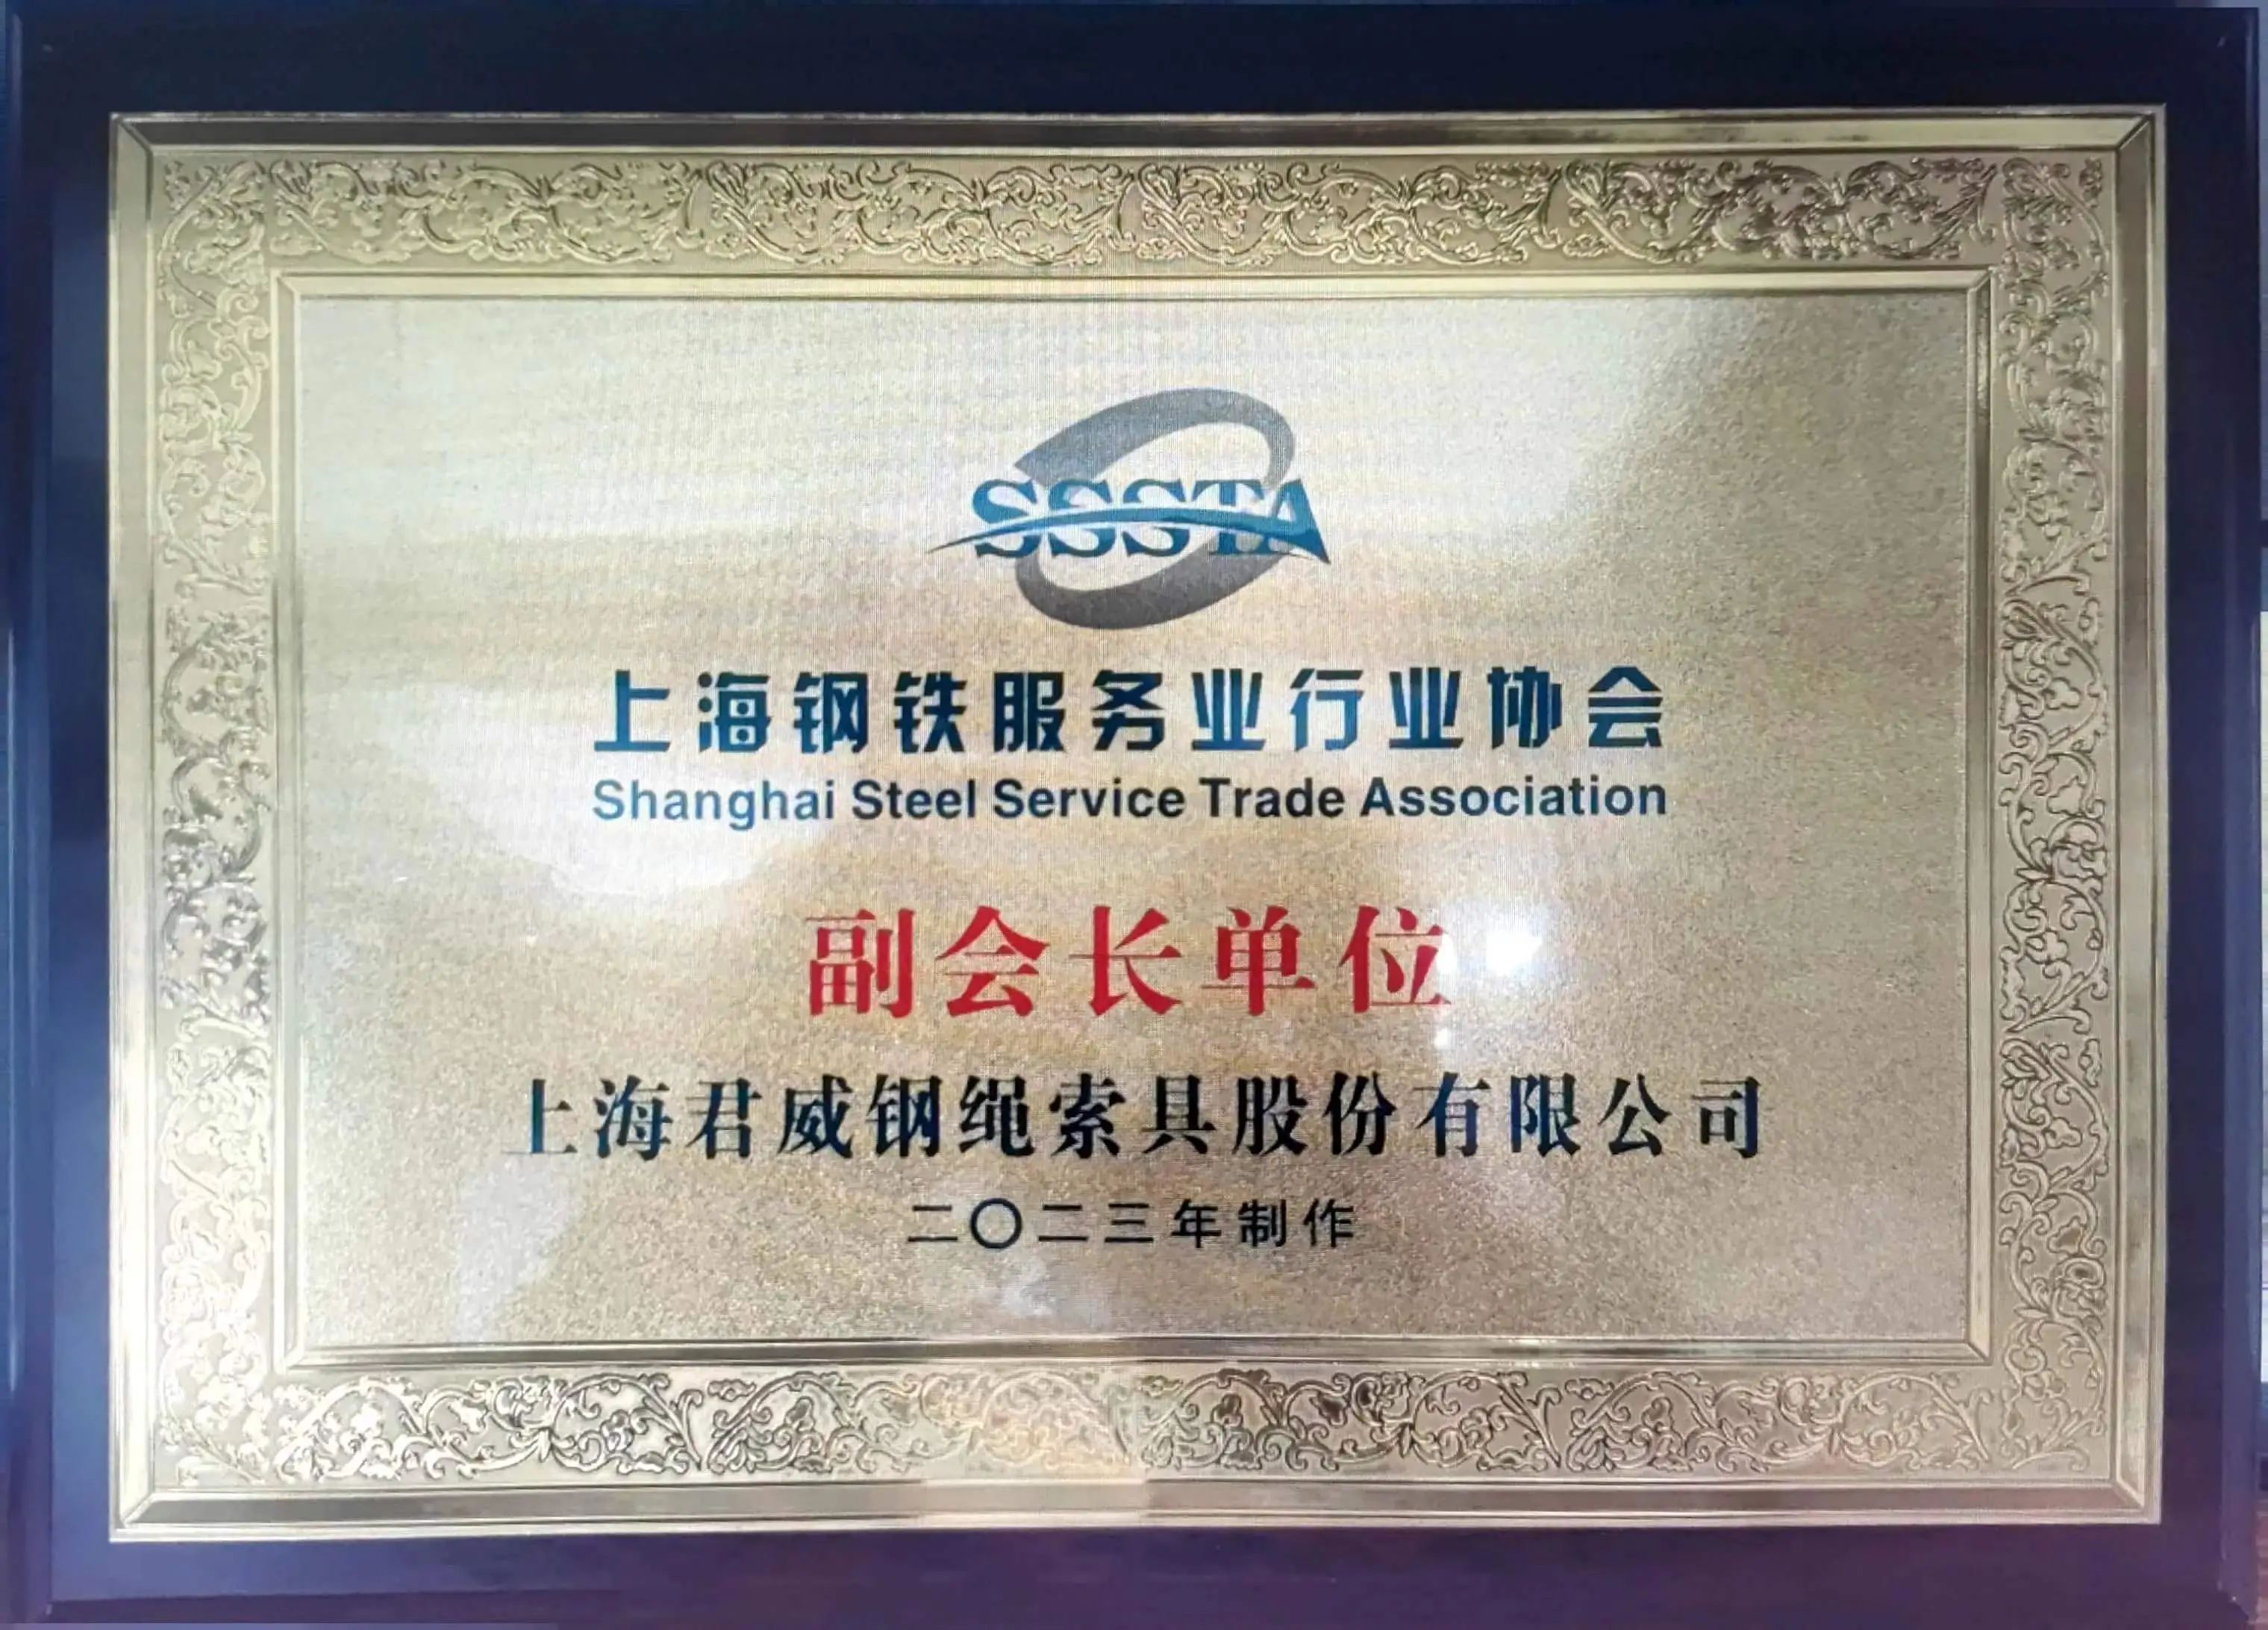 SSSTA
上海钢铁服务业行业协会
Shanghai Steel Service Trade Association
副会长单位
上海君威钢绳索具股份有限公司
二〇二三年制作